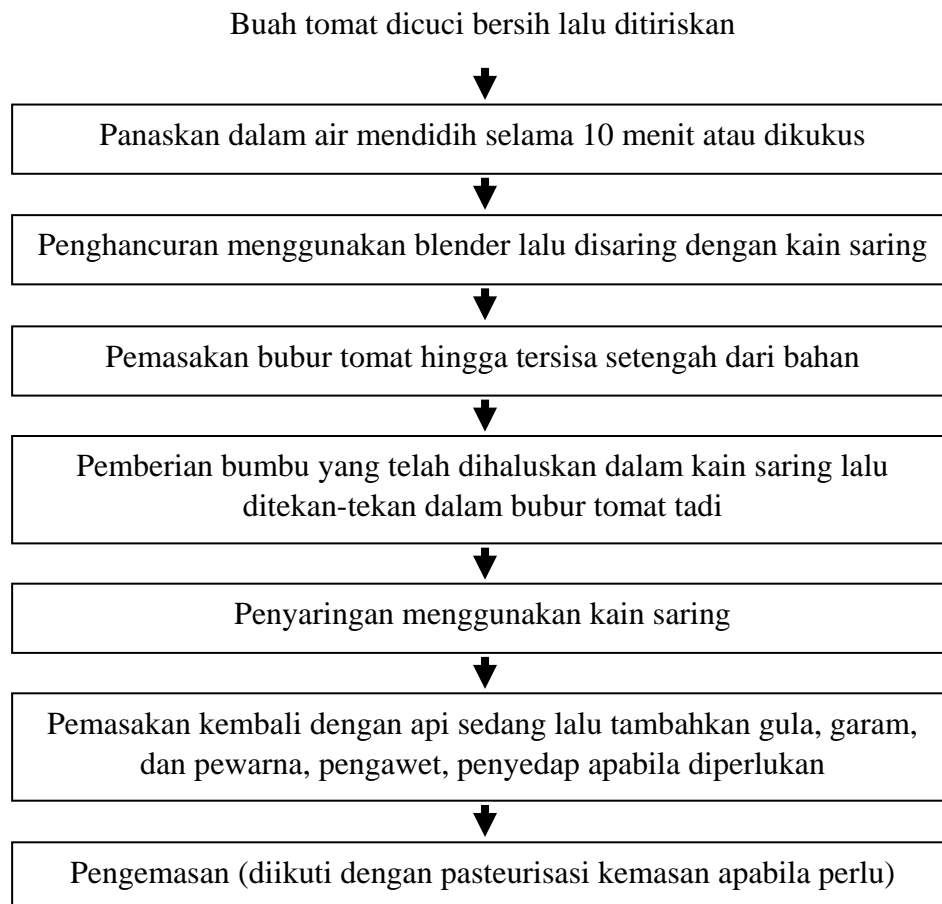 Buah tomat dicuci bersih lalu ditiriskan
Panaskan dalam air mendidih selama 10 menit atau dikukus
Penghancuran menggunakan blender lalu disaring dengan kain saring
Pemasakan bubur tomat hingga tersisa setengah dari bahan
Pemberian bumbu yang telah dihaluskan dalam kain saring lalu
ditekan-tekan dalam bubur tomat tadi
Penyaringan menggunakan kain saring
Pemasakan kembali dengan api sedang lalu tambahkan gula, garam,
dan pewarna, pengawet, penyedap apabila diperlukan
Pengemasan (diikuti dengan pasteurisasi kemasan apabila perlu)